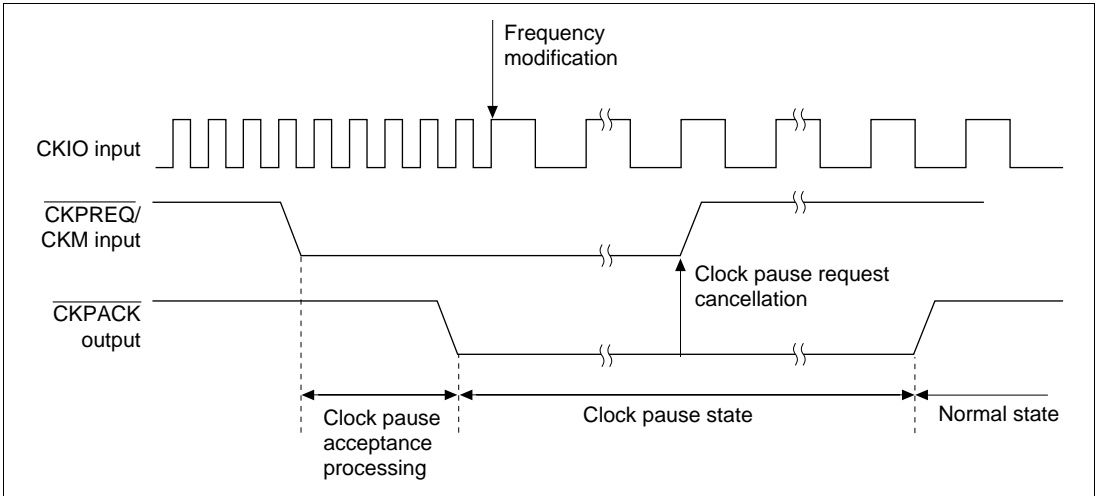 Frequency
modification
CKIO input
CKPREQ/
CKM input
Clock pause request
cancellation
CKPACK
output
Clock pause
acceptance
processing
Clock pause state
Normal state